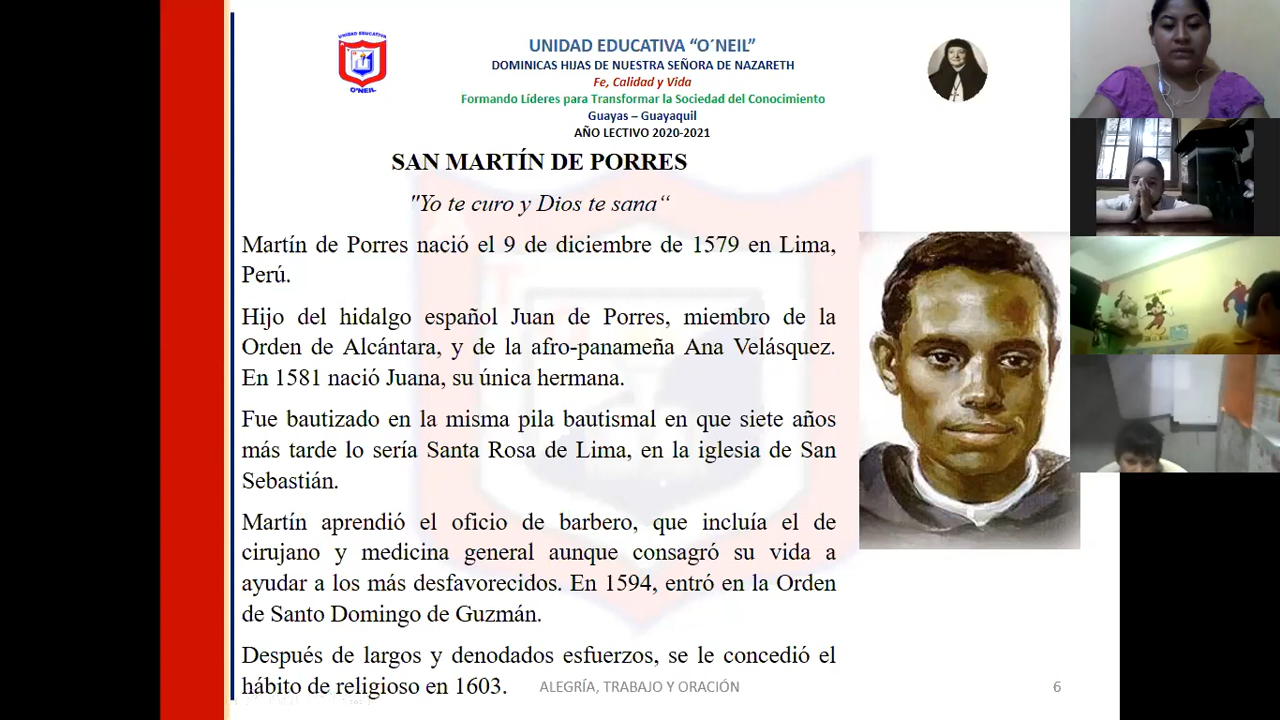 UNIDAD EDUCATIVA
O'NEIL
UNIDAD EDUCATIVA “O´NEIL”
DOMINICAS HIJAS DE NUESTRA SEÑORA DE NAZARETH
Fe, Calidad y Vida
Formando Líderes para Transformar la Sociedad del Conocimiento
Guayas – Guayaquil
AÑO LECTIVO 2020-2021
SAN MARTÍN DE PORRES
"Yo te curo y Dios te sana“
Martín de Porres nació el 9 de diciembre de 1579 en Lima,
Perú.
Hijo del hidalgo español Juan de Porres, miembro de la
Orden de Alcántara, y de la afro-panameña Ana Velásquez.
En 1581 nació Juana, su única hermana.
Fue bautizado en la misma pila bautismal en que siete años
más tarde lo sería Santa Rosa de Lima, en la iglesia de San
Sebastián.
Martín aprendió el oficio de barbero, que incluía el de
cirujano y medicina general aunque consagró su vida a
ayudar a los más desfavorecidos. En 1594, entró en la Orden
de Santo Domingo de Guzmán.
Después de largos y denodados esfuerzos, se le concedió el
hábito de religioso en 1603.
ALEGRÍA, TRABAJO Y ORACIÓN
6